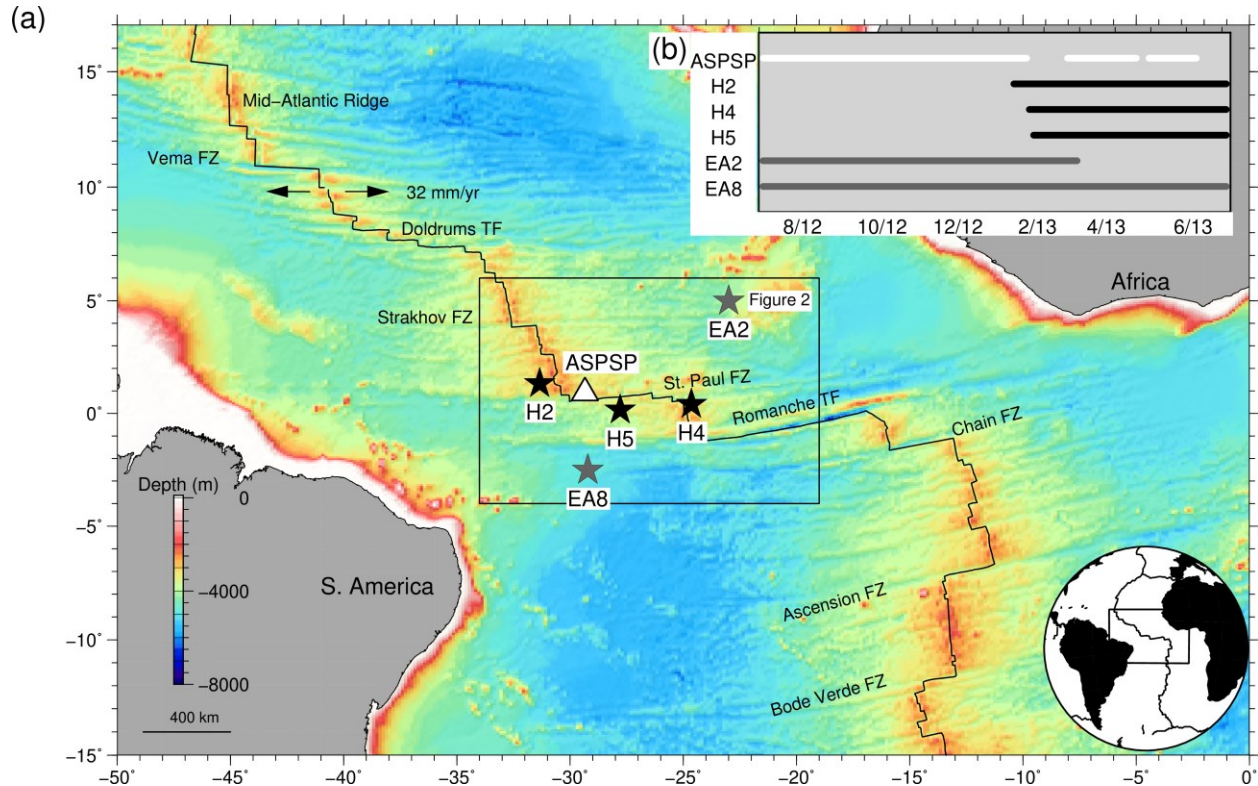 (a)
(b)
ASPSP
H2
H4
H5
EA2
EA8
8/12 10/12 12/12 2/13 4/13 6/13
15˚
10˚
5˚
0˚
−5˚
−10˚
−15˚
Mid−Atlantic Ridge
Vema FZ
32 mm/yr
Doldrums TF
Strakhov FZ
Africa
Figure 2
EA2
ASPSP
St. Paul FZ
H2
H5
H4
Romanche TF
Chain FZ
EA8
Depth (m)
0
−4000
−8000
400 km
S. America
Ascension FZ
Bode Verde FZ
−50˚ −45˚ −40˚ −35˚ −30˚ −25˚ −20˚ −15˚ −10˚ −5˚ 0˚